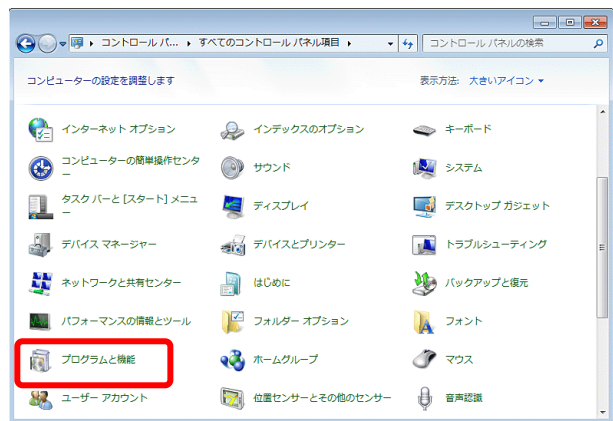 コントロール パ... すべてのコントロール パネル項目 コントロール パネルの検索
コンピューターの設定を調整します 表示方法: 大きいアイコン
インターネット オプション インデックスのオプション キーボード
コンピューターの簡単操作センタ
ー サウンド システム
タスク バーと [スタート] メニュ
ー ディスプレイ デスクトップ ガジェット
デバイス マネージャー デバイスとプリンター トラブルシューティング
ネットワークと共有センター はじめに バックアップと復元
パフォーマンスの情報とツール フォルダー オプション フォント
プログラムと機能 ホームグループ マウス
ユーザー アカウント 位置センサーとその他のセンサー 音声認識